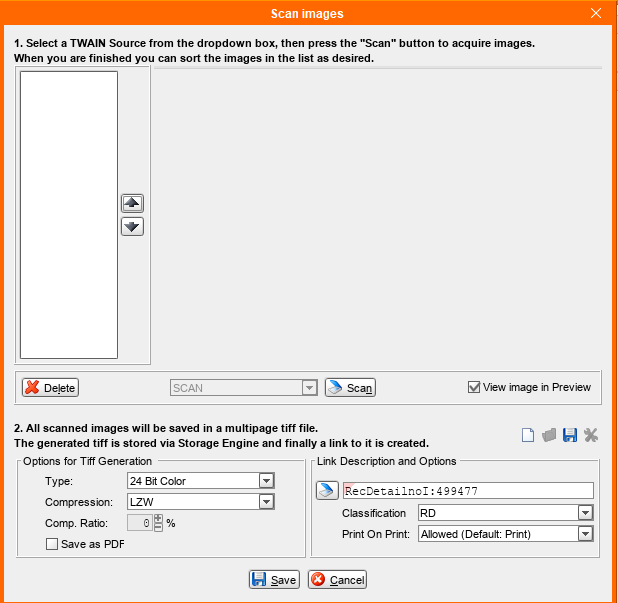 Scan images
1. Select a TWAIN Source from the dropdown box, then press the "Scan" button to acquire images.
When you are finished you can sort the images in the list as desired.
Delete
SCAN
Scan
View image in Preview
2. All scanned images will be saved in a multipage tiff file.
The generated tiff is stored via Storage Engine and finally a link to it is created.
Options for Tiff Generation
Type: 24 Bit Color
Compression: LZW
Comp. Ratio: 0 %
Save as PDF
Link Description and Options
RecDetailnoI:499477
Classification RD
Print On Print: Allowed (Default: Print)
Save
Cancel